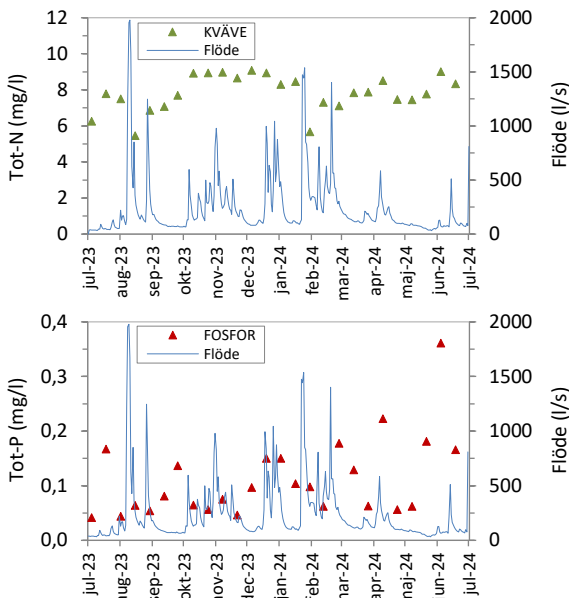 12
10
8
6
4
2
0
Tot-N (mg/l)
KVÄVE
Flöde
2000
1500
1000
500
0
Flöde (l/s)
jul-23
aug-23
sep-23
okt-23
nov-23
dec-23
jan-24
feb-24
mar-24
apr-24
maj-24
jun-24
jul-24
0,4
0,3
0,2
0,1
0,0
Tot-P (mg/l)
FOSFOR
Flöde
2000
1500
1000
500
0
Flöde (l/s)
jul-23
aug-23
sep-23
okt-23
nov-23
dec-23
jan-24
feb-24
mar-24
apr-24
maj-24
jun-24
jul-24